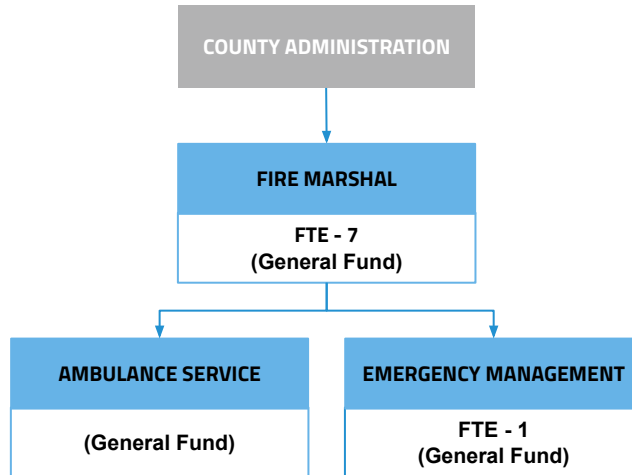 COUNTY ADMINISTRATION
FIRE MARSHAL
FTE - 7
(General Fund)
AMBULANCE SERVICE
(General Fund)
EMERGENCY MANAGEMENT
FTE - 1
(General Fund)